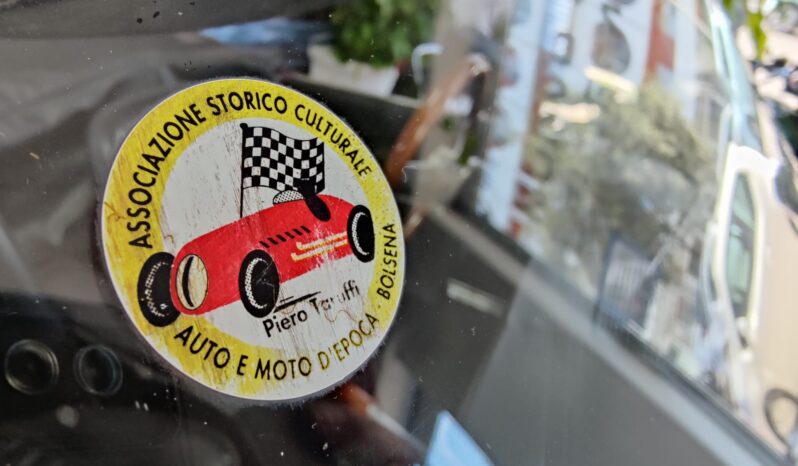 ASSOCIAZIONE STORICO CULTURALE
Piero Taruffi
AUTO E MOTO D'EPOCA - BOLSENA